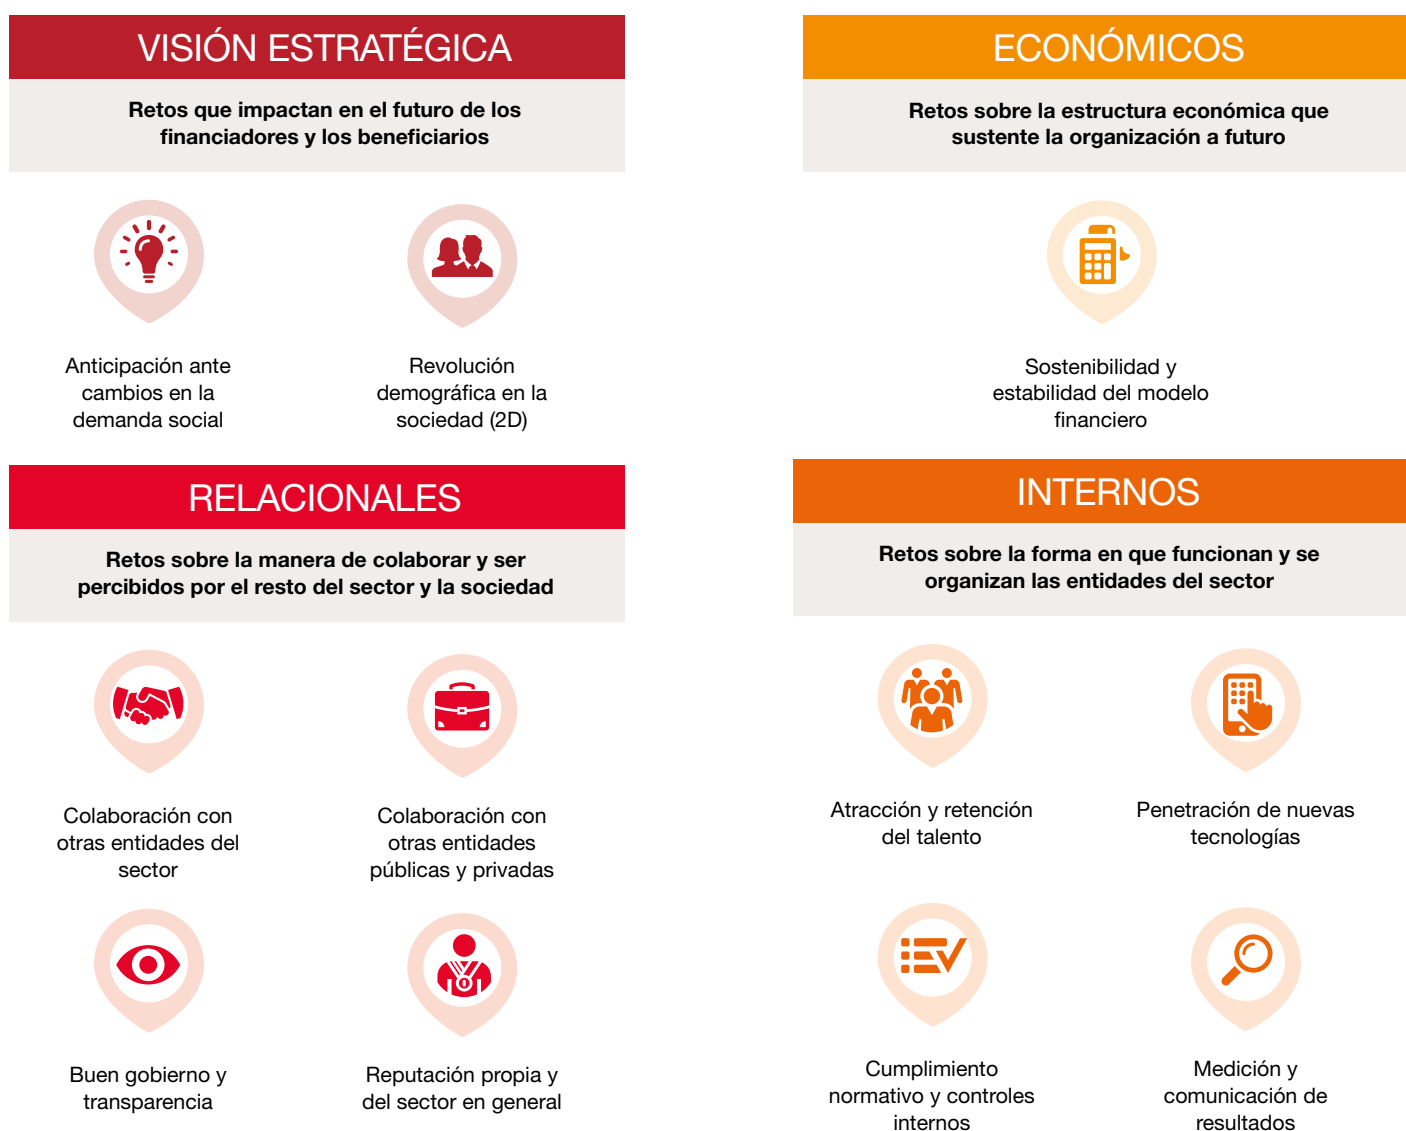 VISIÓN ESTRATÉGICA
Retos que impactan en el futuro de los
financiadores y los beneficiarios
Anticipación ante
cambios en la
demanda social
Revolución
demográfica en la
sociedad (2D)
ECONÓMICOS
Retos sobre la estructura económica que
sustente la organización a futuro
Sostenibilidad y
estabilidad del modelo
financiero
RELACIONALES
Retos sobre la manera de colaborar y ser
percibidos por el resto del sector y la sociedad
Colaboración con
otras entidades del
sector
Colaboración con
otras entidades
públicas y privadas
Buen gobierno y
transparencia
Reputación propia y
del sector en general
INTERNOS
Retos sobre la forma en que funcionan y se
organizan las entidades del sector
Atracción y retención
del talento
Penetración de nuevas
tecnologías
Cumplimiento
normativo y controles
internos
Medición y
comunicación de
resultados